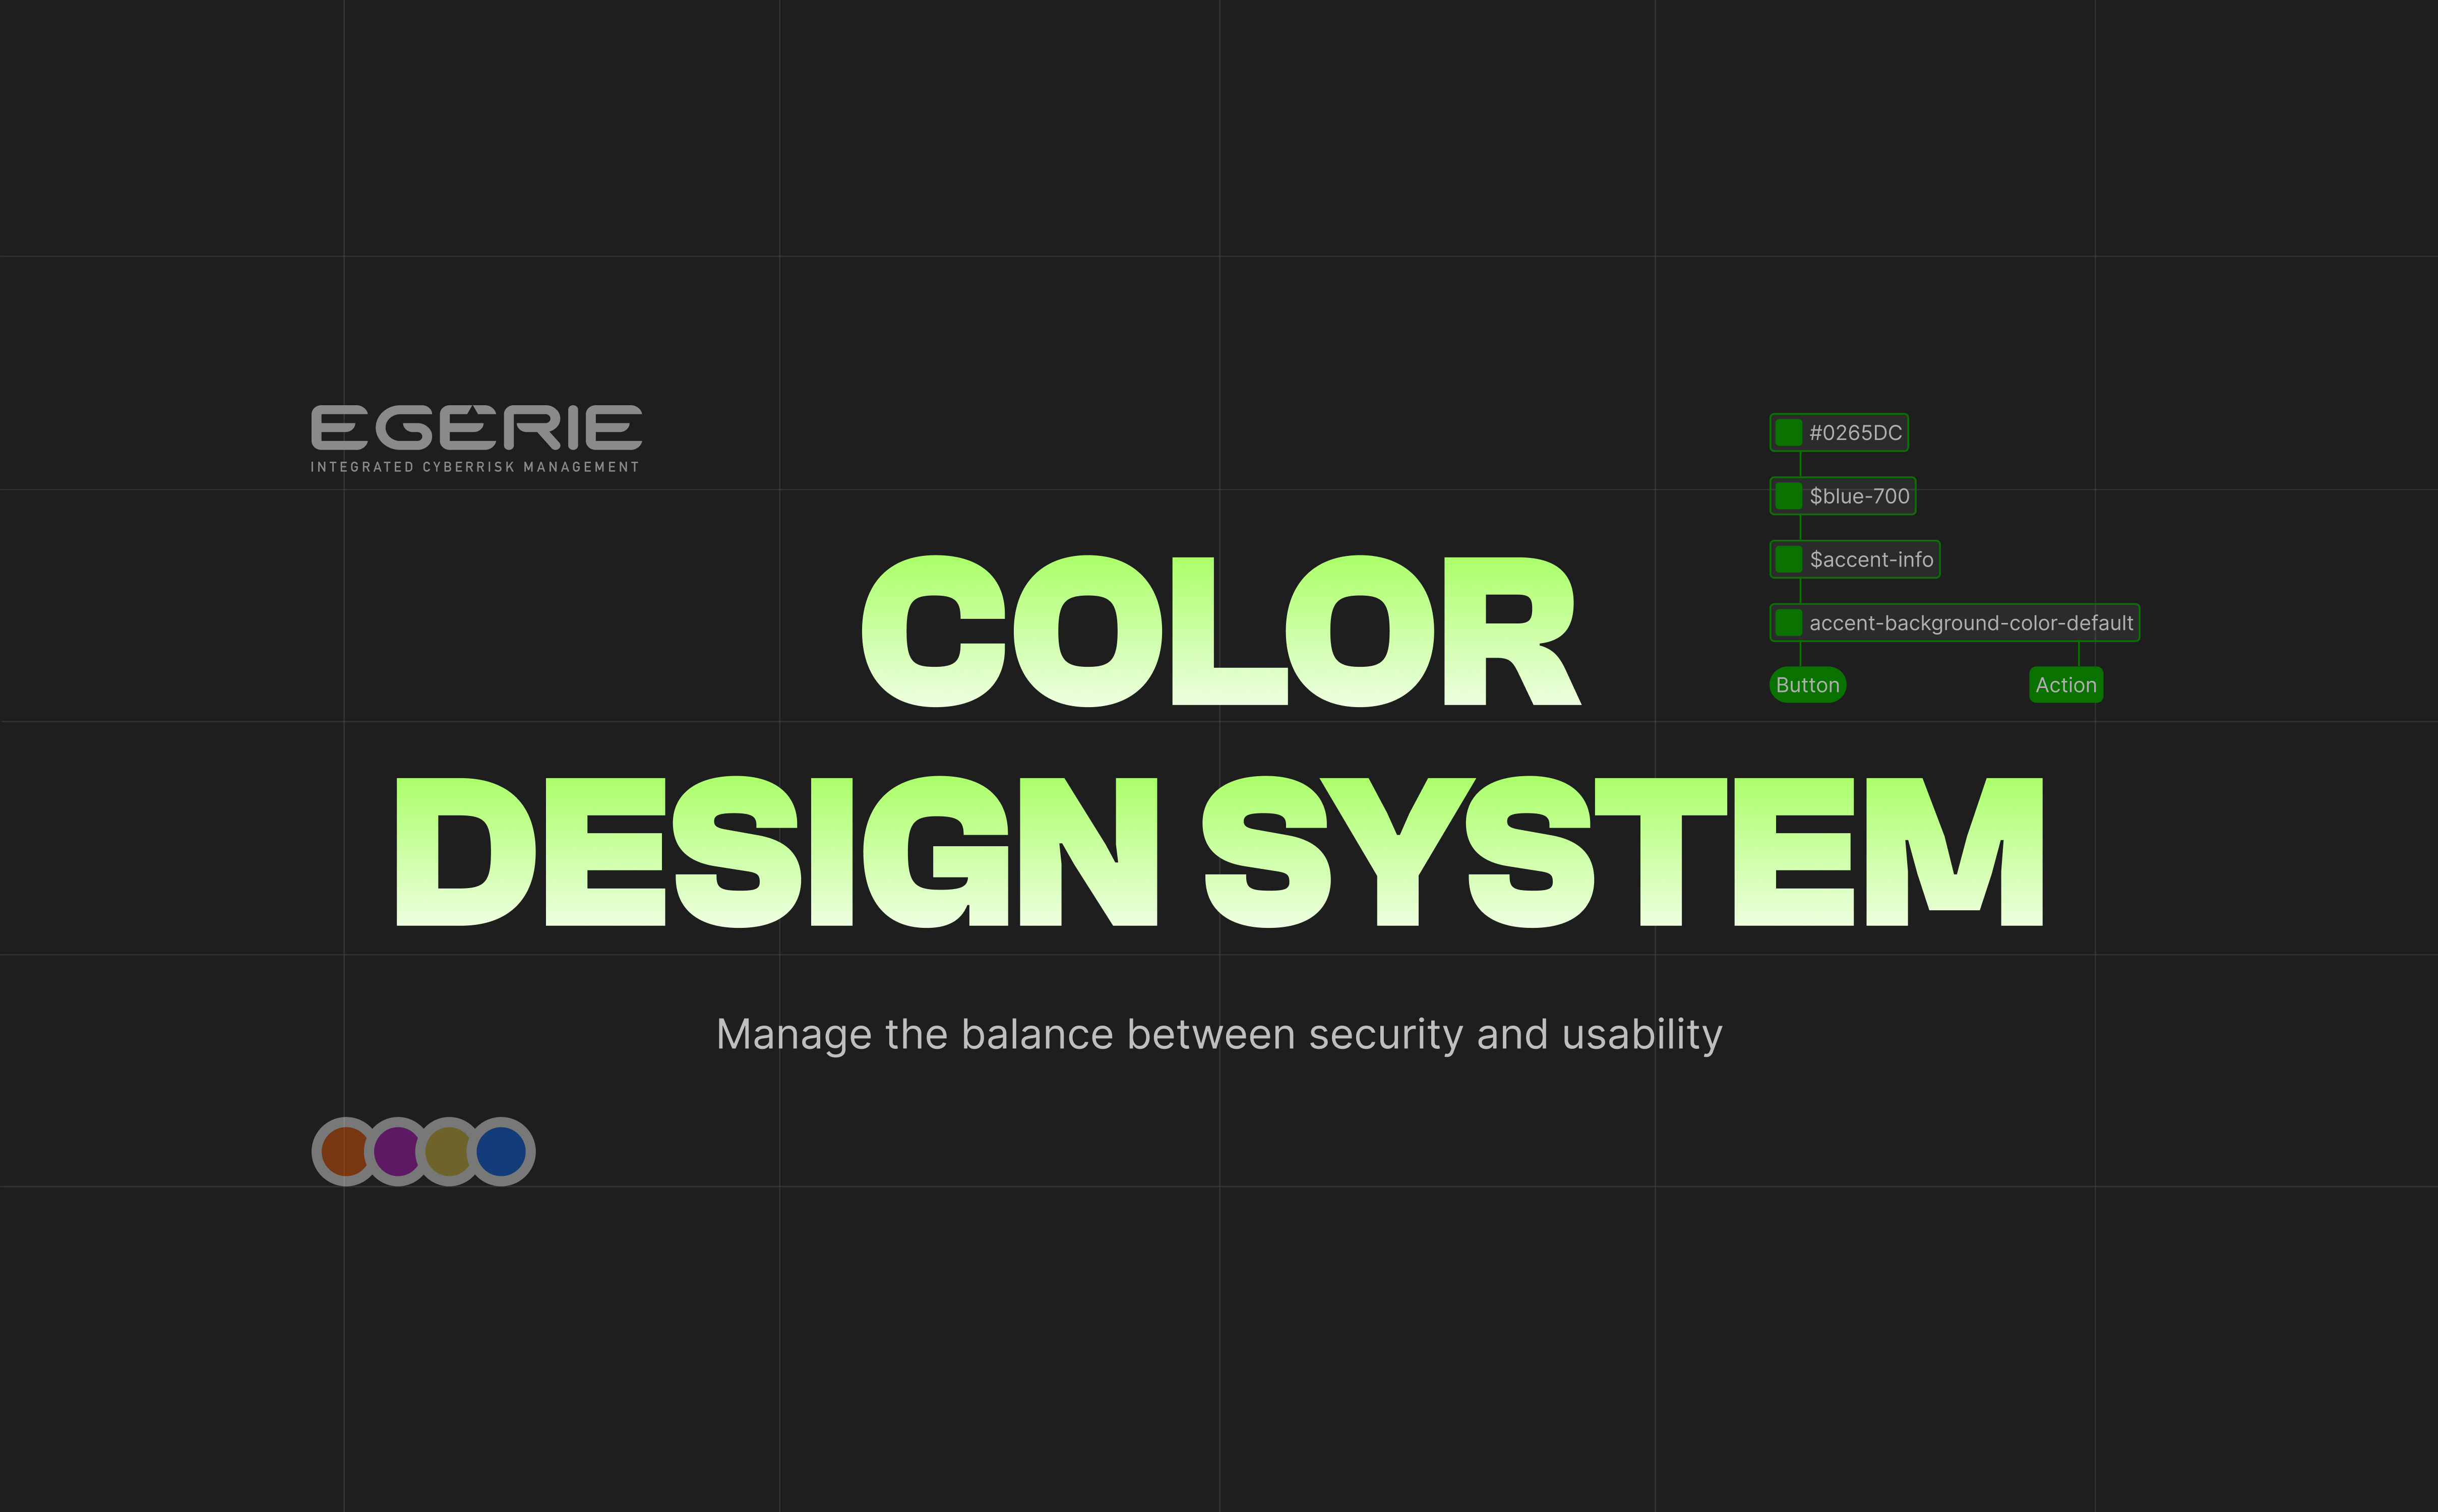 EGERIE
INTEGRATED CYBERRISK MANAGEMENT
#0265DC
$blue-700
$accent-info
accent-background-color-default
Button Action
COLOR
DESIGN SYSTEM
Manage the balance between security and usability